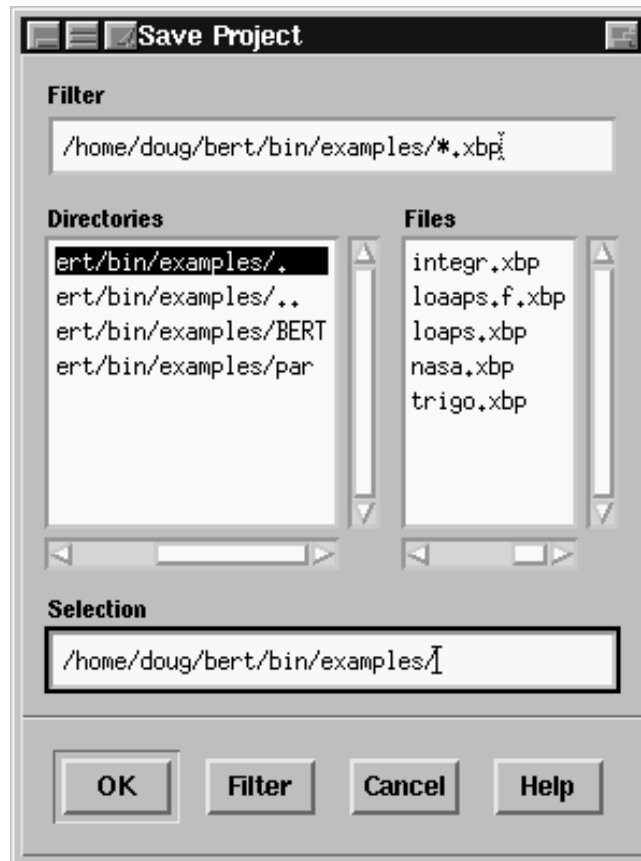 Save Project
Filter
/home/doug/bert/bin/examples/*.xbp
Directories
ert/bin/examples/.
ert/bin/examples/..
ert/bin/examples/BERT
ert/bin/examples/par
Files
integr.xbp
loaaps.f.xbp
loaps.xbp
nasa.xbp
trigo.xbp
Selection
/home/doug/bert/bin/examples/
OK Filter Cancel Help